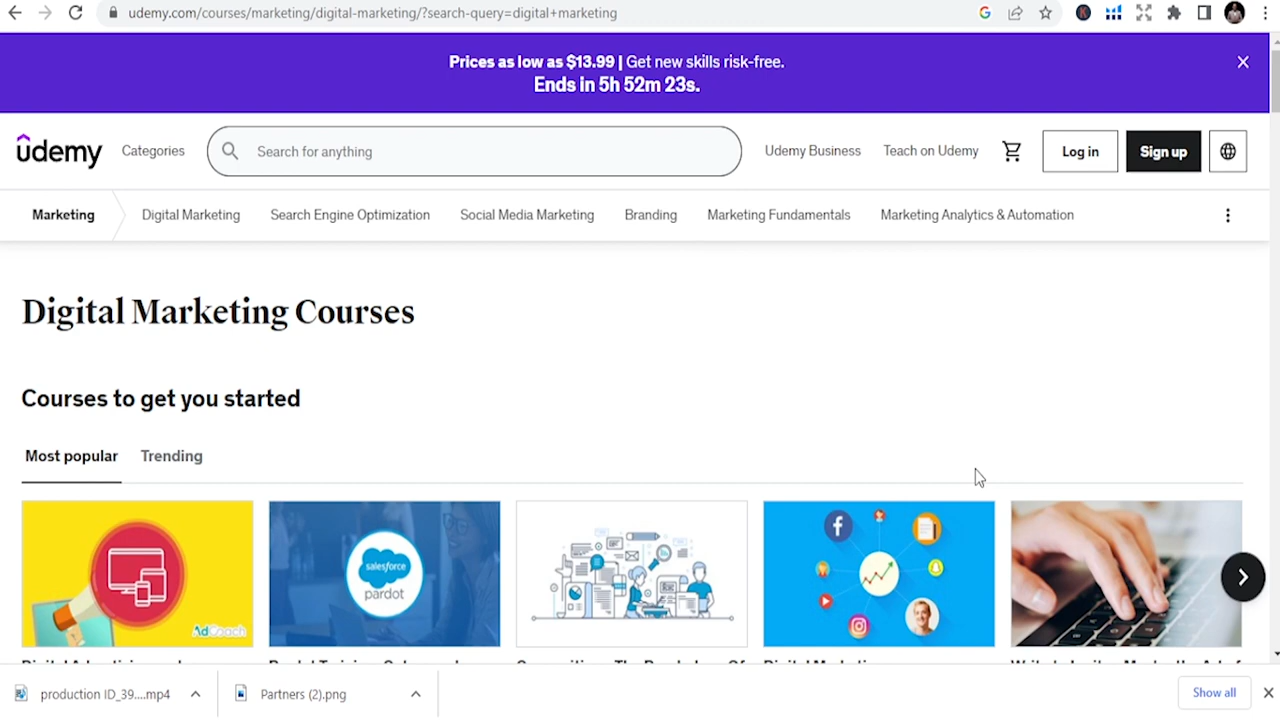 udemy.com/courses/marketing/digital-marketing/?search-query=digital+marketing
Prices as low as $13.99 | Get new skills risk-free.
Ends in 5h 52m 23s.
udemy
Categories
Search for anything
Udemy Business
Teach on Udemy
Log in
Sign up
Marketing
Digital Marketing
Search Engine Optimization
Social Media Marketing
Branding
Marketing Fundamentals
Marketing Analytics & Automation
Digital Marketing Courses
Courses to get you started
Most popular
Trending
AdCoach
salesforce
pardot
production ID_39....mp4
Partners (2).png
Show all